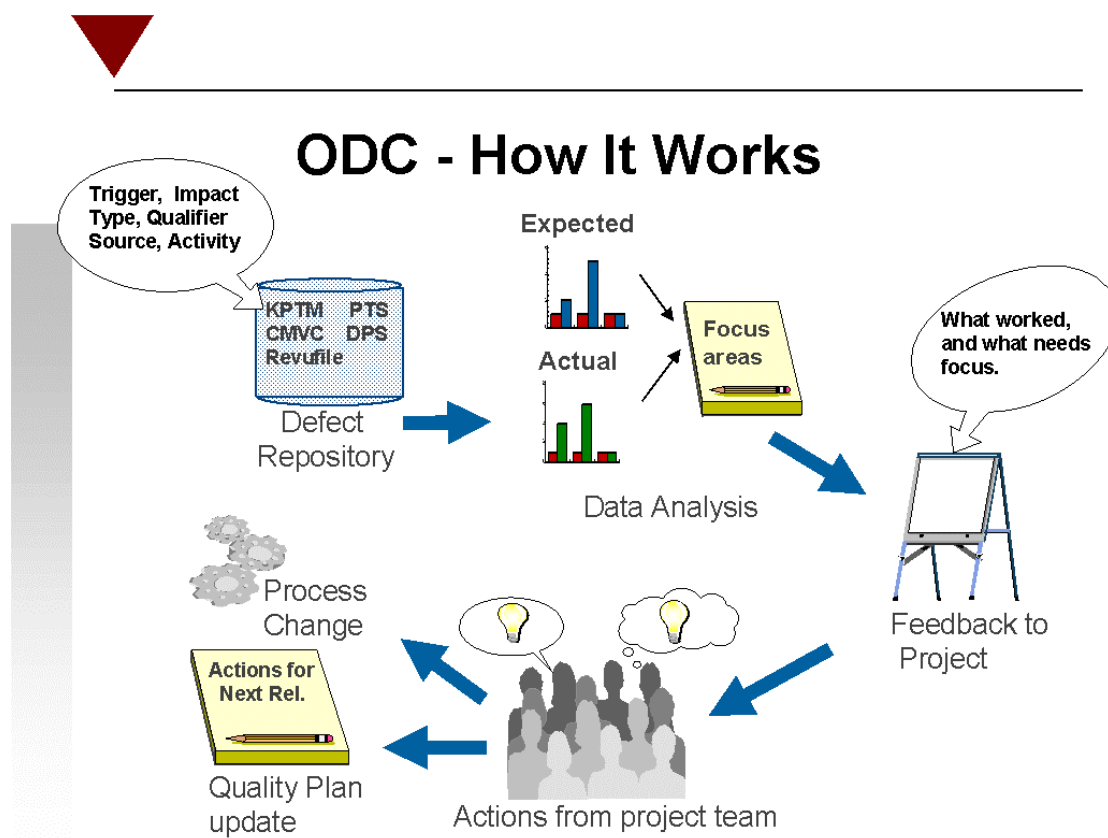 ODC - How It Works
Trigger,  Impact
Type, Qualifier
Source, Activity
KPTM PTS
CMVC DPS
Revufile
Defect
Repository
Expected
Actual
Focus
areas
Data Analysis
What worked,
and what needs
focus.
Feedback to
Project
Actions from project team
Process
Change
Actions for
Next Rel.
Quality Plan
update